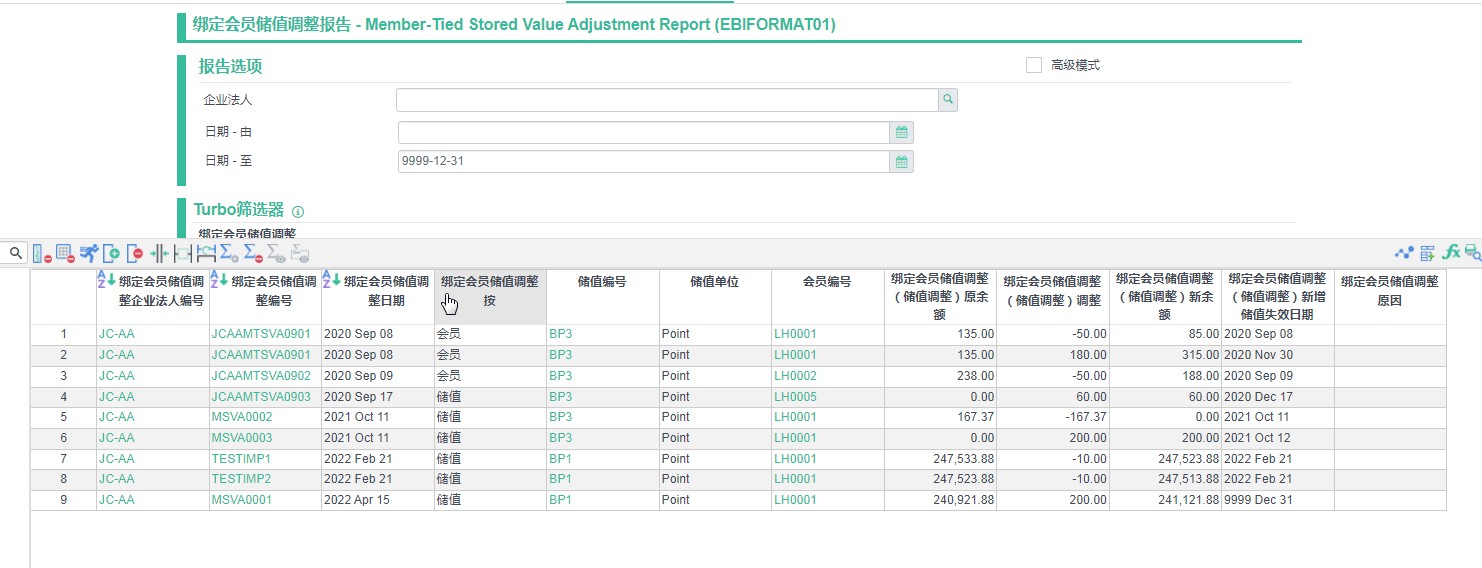 绑定会员储值调整报告 - Member-Tied Stored Value Adjustment Report (EBIFORMAT01)
报告选项
高级模式
企业法人
日期 - 由
日期 - 至 9999-12-31
Turbo筛选器
绑定会员储值调整
绑定会员储值调整企业法人编号 绑定会员储值调整编号 绑定会员储值调整日期 绑定会员储值调整按 储值编号 储值单位 会员编号 绑定会员储值调整（储值调整）原余额 绑定会员储值调整（储值调整）调整 绑定会员储值调整（储值调整）新余额 绑定会员储值调整（储值调整）新增储值失效日期 绑定会员储值调整原因
1 JC-AA JCAAMTSVA0901 2020 Sep 08 会员 BP3 Point LH0001 135.00 -50.00 85.00 2020 Sep 08
2 JC-AA JCAAMTSVA0901 2020 Sep 08 会员 BP3 Point LH0001 135.00 180.00 315.00 2020 Nov 30
3 JC-AA JCAAMTSVA0902 2020 Sep 09 会员 BP3 Point LH0002 238.00 -50.00 188.00 2020 Sep 09
4 JC-AA JCAAMTSVA0903 2020 Sep 17 储值 BP3 Point LH0005 0.00 60.00 60.00 2020 Dec 17
5 JC-AA MSVA0002 2021 Oct 11 储值 BP3 Point LH0001 167.37 -167.37 0.00 2021 Oct 11
6 JC-AA MSVA0003 2021 Oct 11 储值 BP3 Point LH0001 0.00 200.00 200.00 2021 Oct 12
7 JC-AA TESTIMP1 2022 Feb 21 储值 BP1 Point LH0001 247,533.88 -10.00 247,523.88 2022 Feb 21
8 JC-AA TESTIMP2 2022 Feb 21 储值 BP1 Point LH0001 247,523.88 -10.00 247,513.88 2022 Feb 21
9 JC-AA MSVA0001 2022 Apr 15 储值 BP1 Point LH0001 240,921.88 200.00 241,121.88 9999 Dec 31